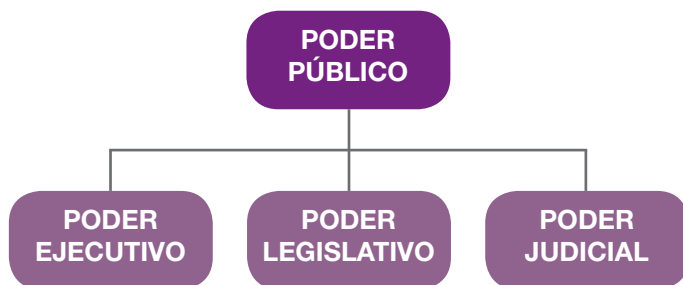 PODER
PÚBLICO
PODER
EJECUTIVO
PODER
LEGISLATIVO
PODER
JUDICIAL